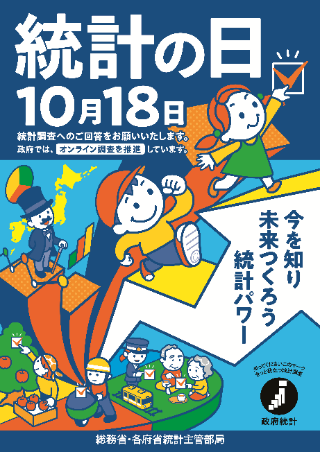 統計の日
10月18日
統計調査へのご回答をお願いいたします。
政府では、オンライン調査を推進しています。
今を知り
未来つくろう
統計パワー
政府統計
総務省・各府省統計主管部局